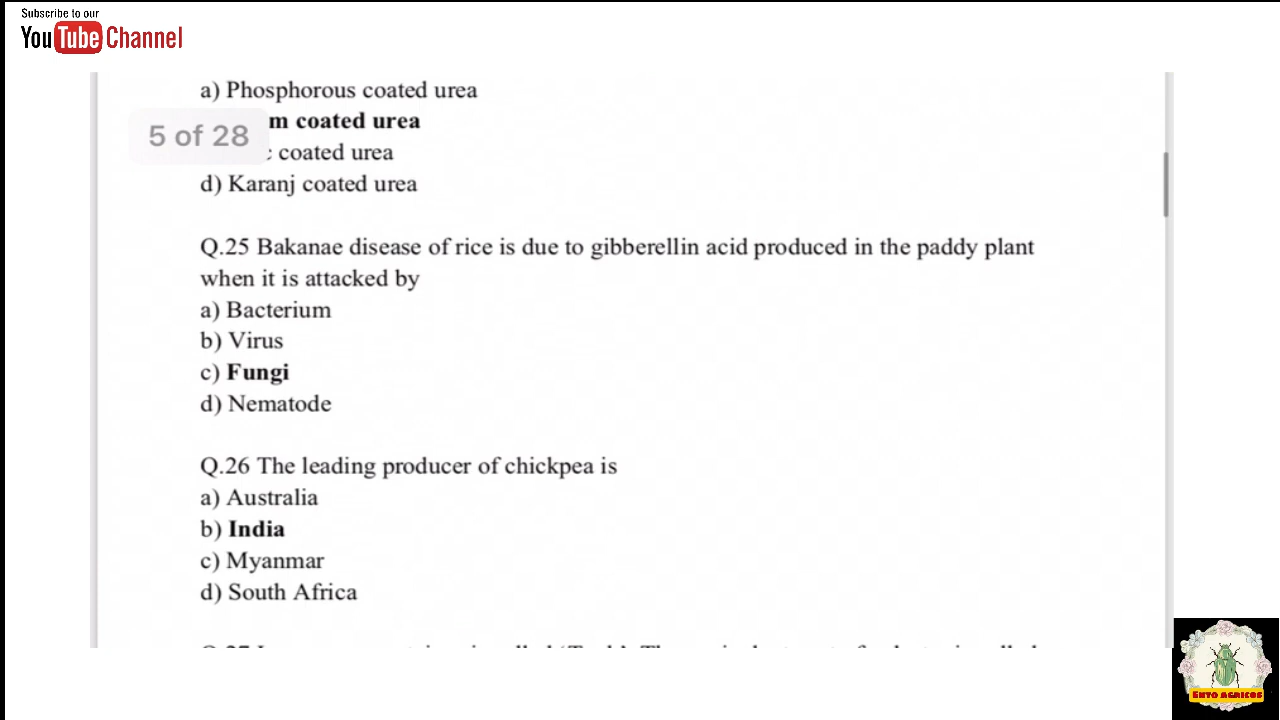 Subscribe to our
YouTube Channel
a) Phosphorous coated urea
m coated urea
5 of 28
coated urea
d) Karanj coated urea
Q.25 Bakanae disease of rice is due to gibberellin acid produced in the paddy plant
when it is attacked by
a) Bacterium
b) Virus
c) Fungi
d) Nematode
Q.26 The leading producer of chickpea is
a) Australia
b) India
c) Myanmar
d) South Africa
ENTO AGRICOS